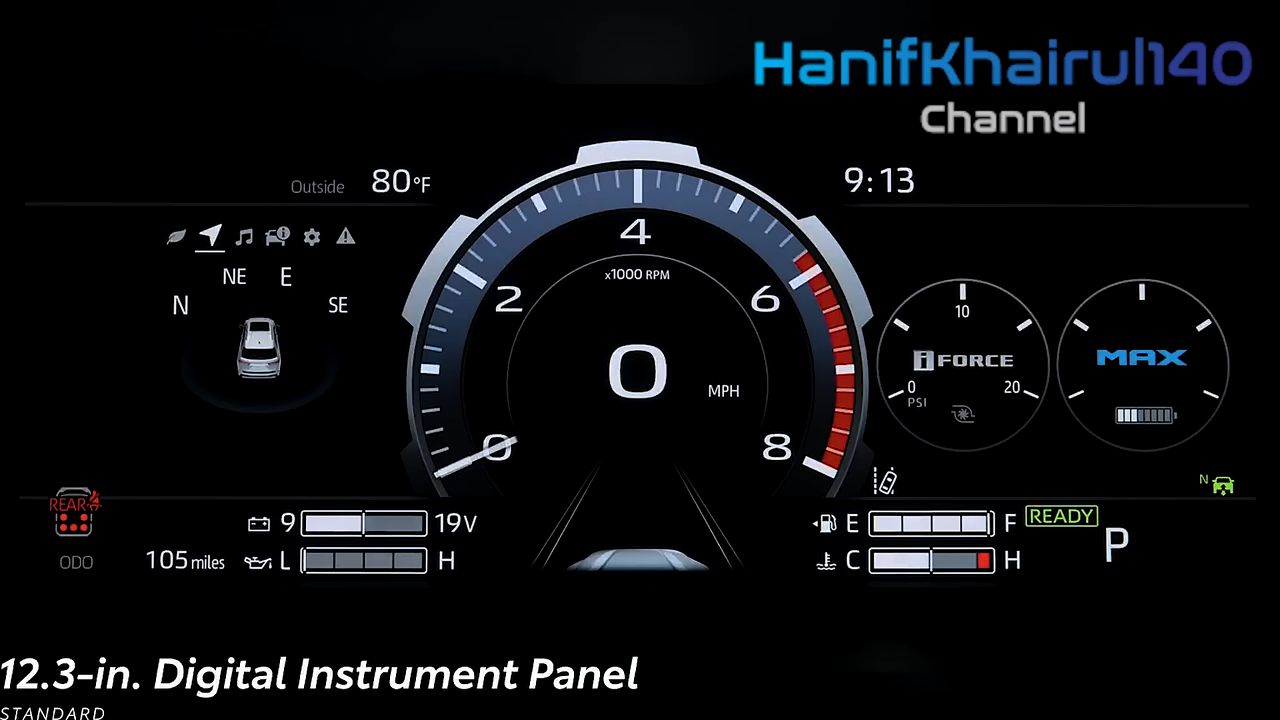 HanifKhairul140
Channel
Outside 80°F
9:13
NE E
N SE
4
x1000 RPM
2 6
0
MPH
0 8
10
iFORCE
0 20
PSI
MAX
N
REAR
9 19V
E F
READY
P
ODO 105 miles
L H
C H
12.3-in. Digital Instrument Panel
STANDARD